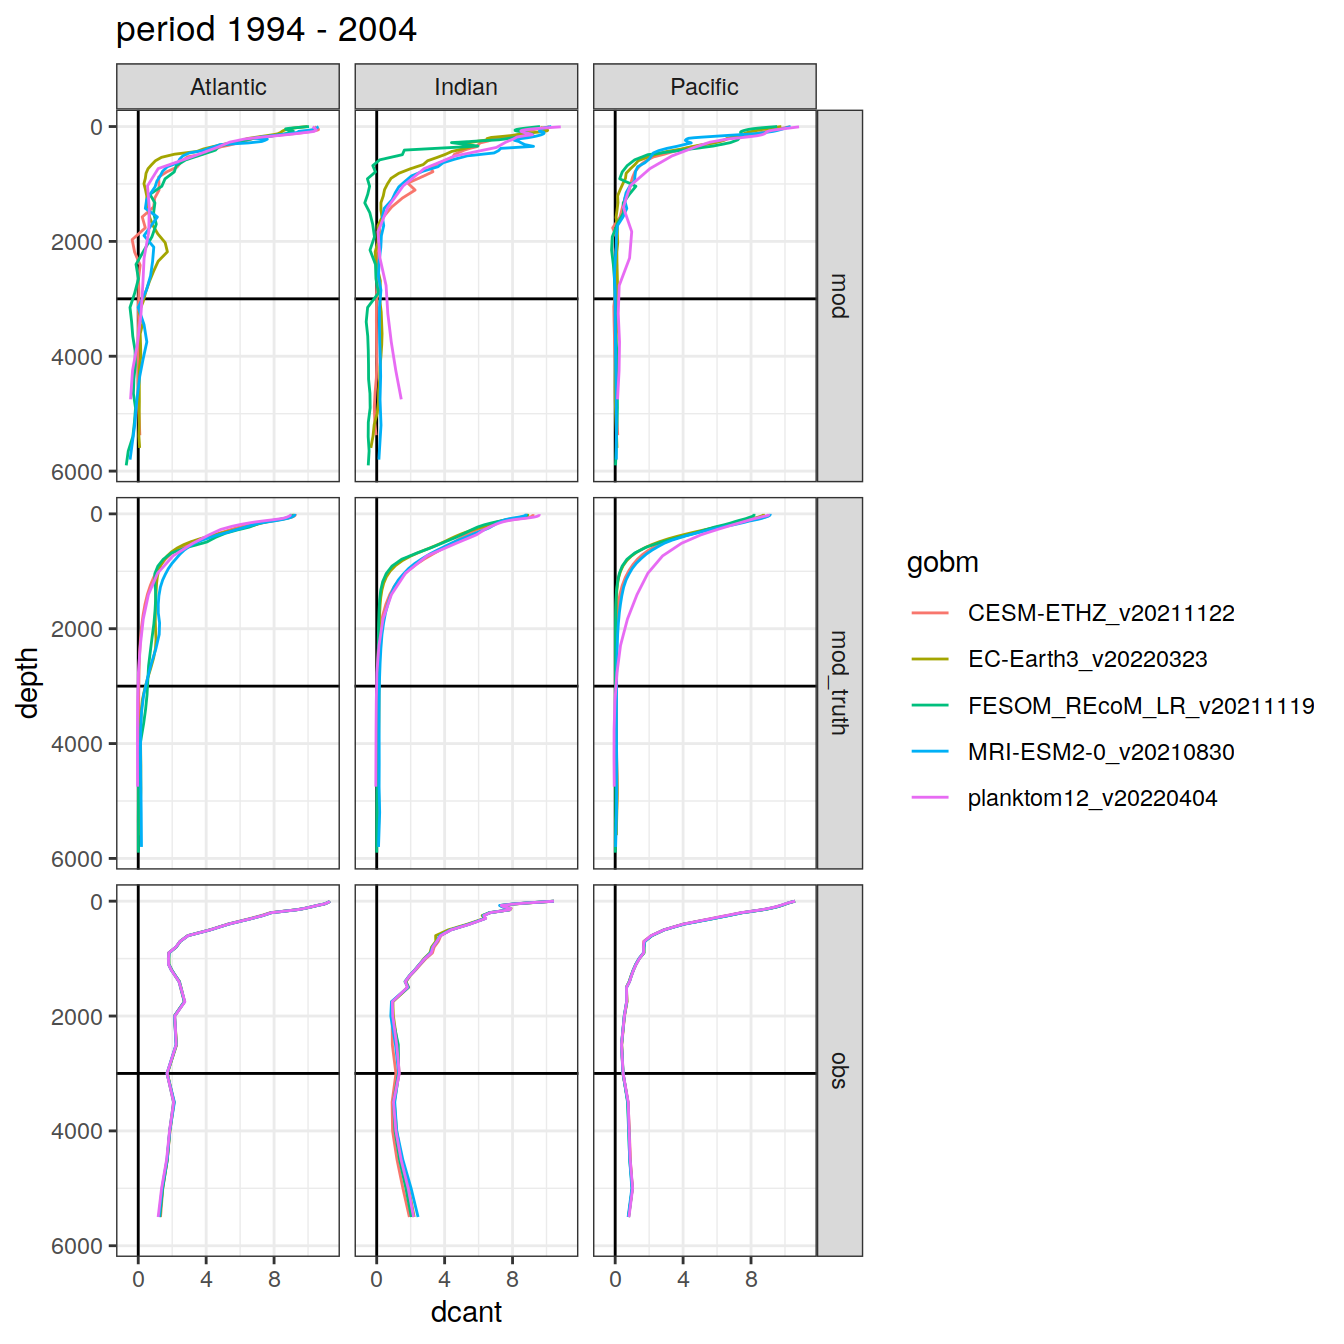 period 1994 - 2004
Atlantic
Indian
Pacific
0
2000
4000
6000
mod
0
2000
4000
6000
mod_truth
0
2000
4000
6000
obs
0
4
8
0
4
8
0
4
8
dcant
depth
gobm
CESM-ETHZ_v20211122
EC-Earth3_v20220323
FESOM_REcoM_LR_v20211119
MRI-ESM2-0_v20210830
planktom12_v20220404